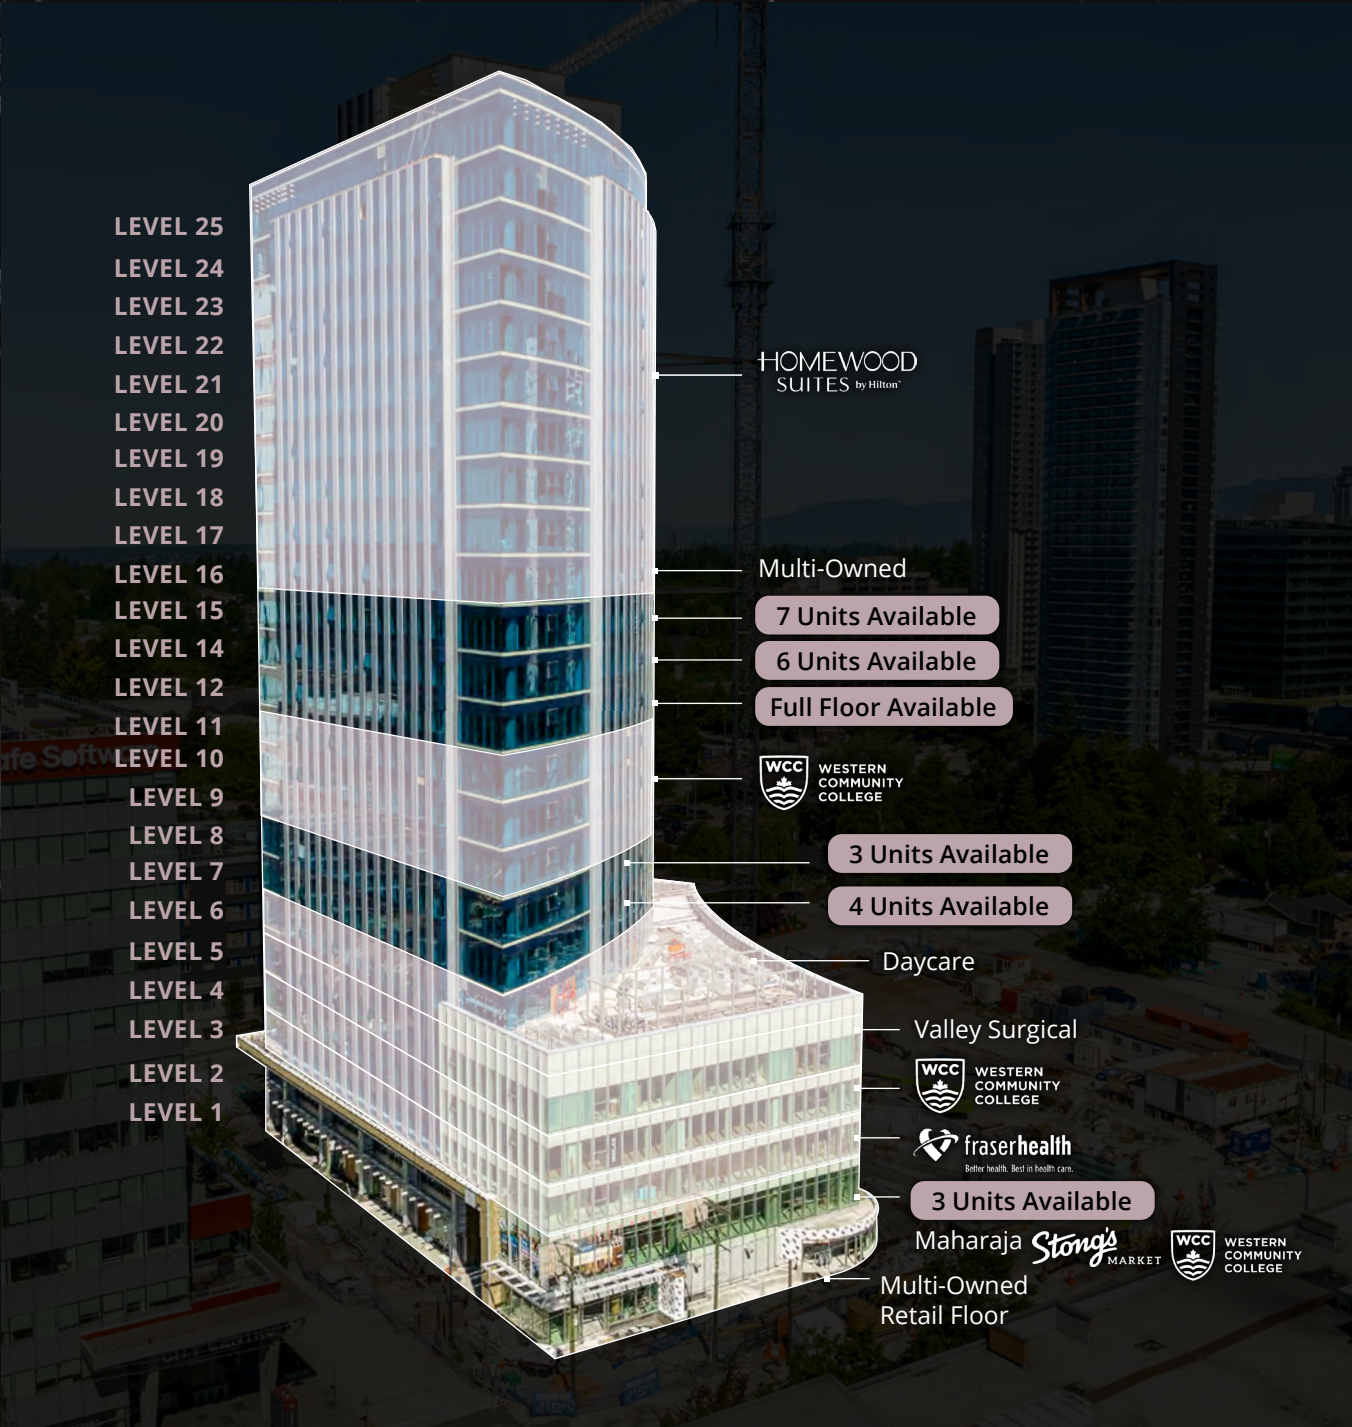 LEVEL 25
LEVEL 24
LEVEL 23
LEVEL 22
LEVEL 21
LEVEL 20
LEVEL 19
LEVEL 18
LEVEL 17
LEVEL 16
LEVEL 15
LEVEL 14
LEVEL 12
LEVEL 11
LEVEL 10
LEVEL 9
LEVEL 8
LEVEL 7
LEVEL 6
LEVEL 5
LEVEL 4
LEVEL 3
LEVEL 2
LEVEL 1
HOMEWOOD
SUITES by Hilton
Multi-Owned
7 Units Available
6 Units Available
Full Floor Available
WCC WESTERN
COMMUNITY
COLLEGE
3 Units Available
4 Units Available
Daycare
Valley Surgical
WCC WESTERN
COMMUNITY
COLLEGE
fraserhealth
Better health. Best in health care.
3 Units Available
Maharaja Stong's MARKET WCC WESTERN
COMMUNITY
COLLEGE
Multi-Owned
Retail Floor